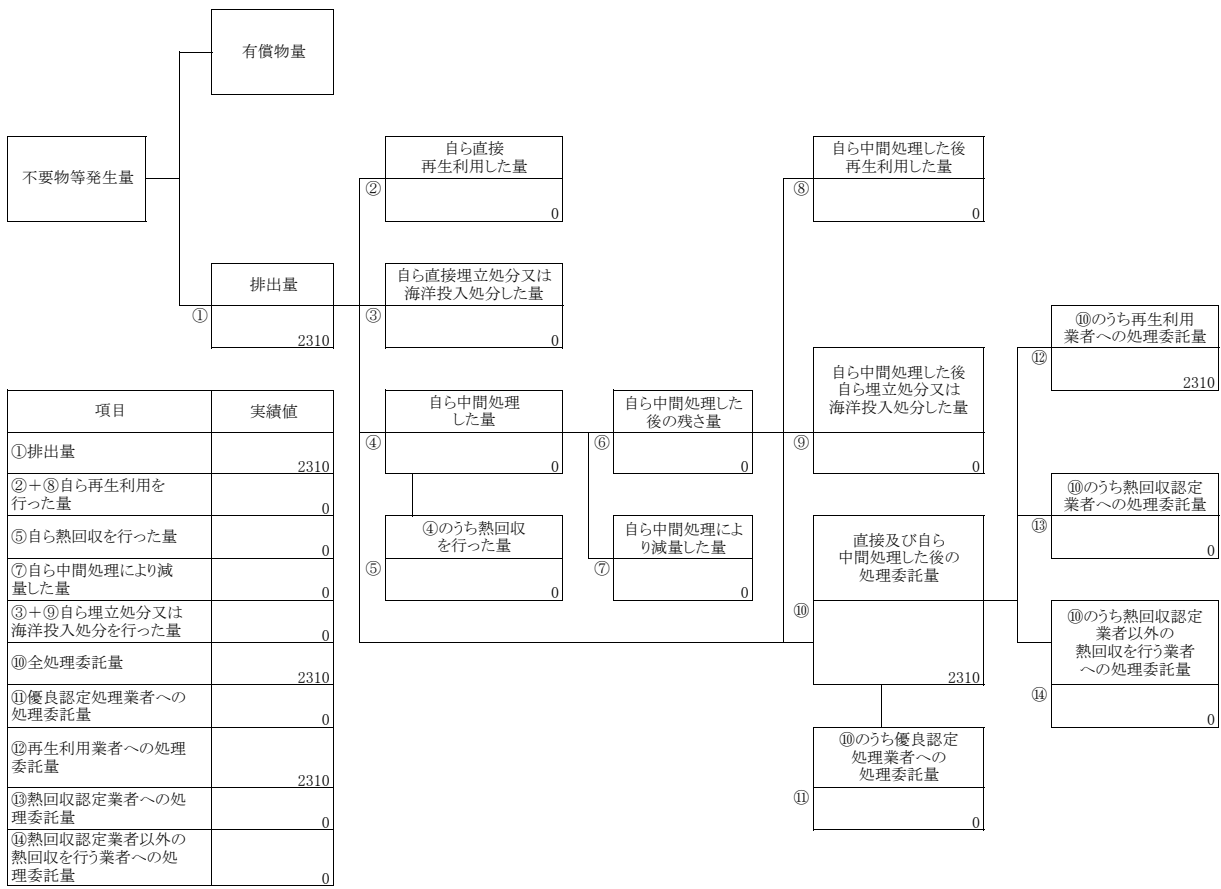 有償物量
不要物等発生量
排出量
①
2310
自ら直接
再生利用した量
②
0
自ら直接埋立処分又は
海洋投入処分した量
③
0
自ら中間処理
した量
④
0
④のうち熱回収
を行った量
⑤
0
自ら中間処理した
後の残さ量
⑥
0
自ら中間処理によ
り減量した量
⑦
0
自ら中間処理した後
再生利用した量
⑧
0
自ら中間処理した後
自ら埋立処分又は
海洋投入処分した量
⑨
0
直接及び自ら
中間処理した後の
処理委託量
⑩
2310
⑩のうち優良認定
処理業者への
処理委託量
⑪
0
⑩のうち再生利用
業者への処理委託量
⑫
2310
⑩のうち熱回収認定
業者への処理委託量
⑬
0
⑩のうち熱回収認定
業者以外の
熱回収を行う業者
への処理委託量
⑭
0
項目 実績値
①排出量
2310
②+⑧自ら再生利用を
行った量
0
⑤自ら熱回収を行った量
0
⑦自ら中間処理により減
量した量
0
③+⑨自ら埋立処分又は
海洋投入処分を行った量
0
⑩全処理委託量
2310
⑪優良認定処理業者への
処理委託量
0
⑫再生利用業者への処理
委託量
2310
⑬熱回収認定業者への処
理委託量
0
⑭熱回収認定業者以外の
熱回収を行う業者への処
理委託量
0